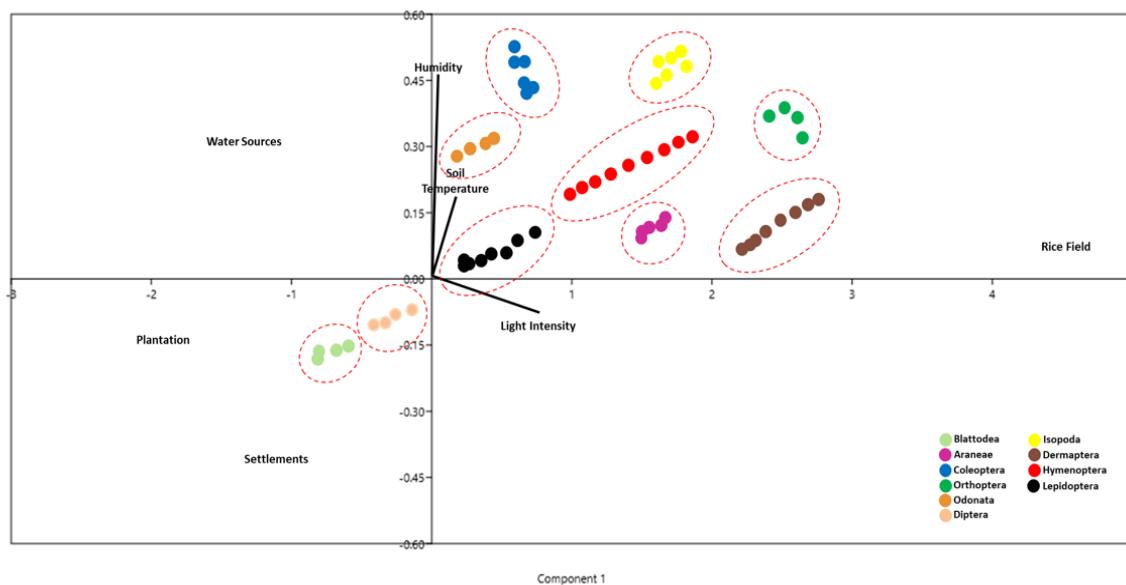 0.60
Humidity
0.45
Water Sources
0.30
Soil
Temperature
0.15
Rice Field
0.00
-3
-2
-1
1
2
3
4
Light Intensity
Plantation
-0.15
-0.30
Settlements
-0.45
-0.60
Blattodea
Araneae
Coleoptera
Orthoptera
Odonata
Diptera
Isopoda
Dermaptera
Hymenoptera
Lepidoptera
Component 1